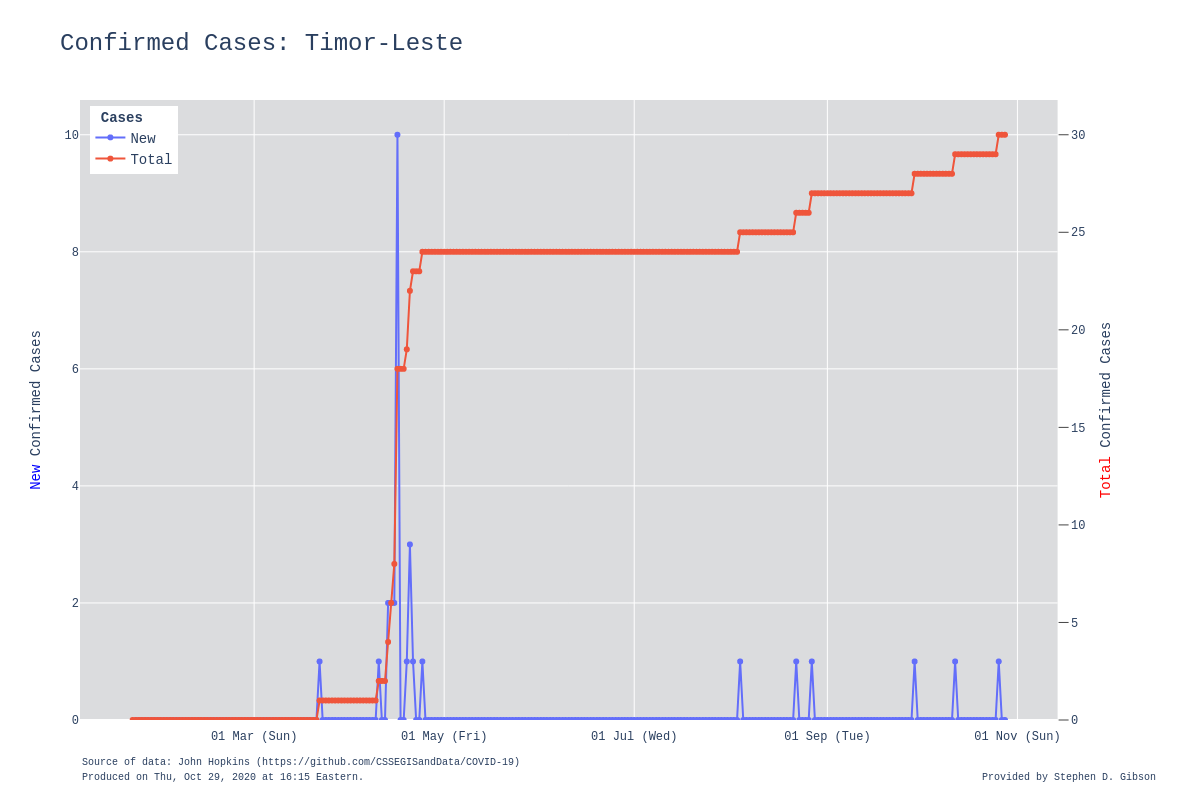 Confirmed Cases: Timor-Leste
Cases
New
Total
10
8
6
4
2
0
New Confirmed Cases
30
25
20
15
10
5
0
Total Confirmed Cases
01 Mar (Sun)
01 May (Fri)
01 Jul (Wed)
01 Sep (Tue)
01 Nov (Sun)
Source of data: John Hopkins (https://github.com/CSSEGISandData/COVID-19)
Produced on Thu, Oct 29, 2020 at 16:15 Eastern.
Provided by Stephen D. Gibson